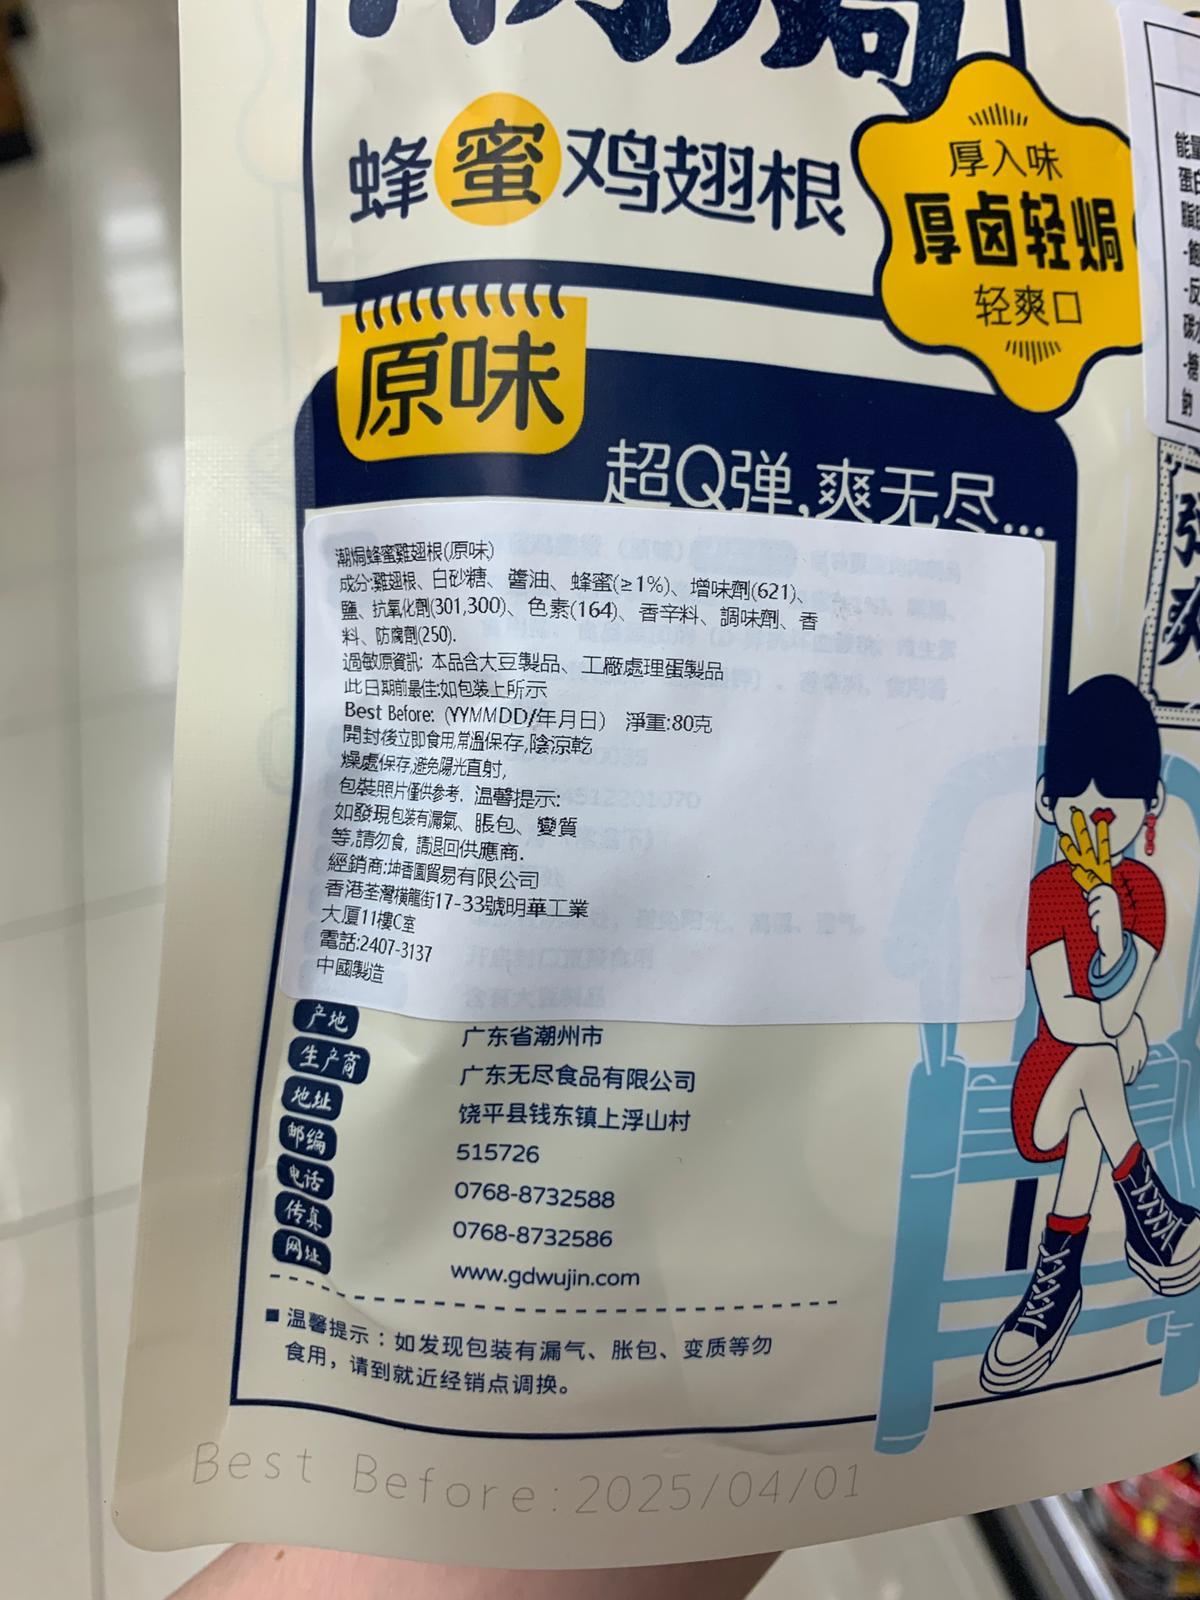 蜂蜜鸡翅根
厚入味
厚卤轻焗
轻爽口
原味
超Q弹,爽无尽...
潮焗蜂蜜雞翅根(原味)
成分:雞翅根、白砂糖、醬油、蜂蜜(≥1%)、增味劑(621)、
鹽、抗氧化劑(301,300)、色素(164)、香辛料、調味劑、香
料、防腐劑(250).
過敏原資訊: 本品含大豆製品、工廠處理蛋製品
此日期前最佳:如包裝上所示
Best Before: (YYMMDD/年月日) 淨重:80克
開封後立即食用,常溫保存,陰涼乾
燥處保存,避免陽光直射,
包裝照片僅供參考. 溫馨提示:
如發現包裝有漏氣、脹包、變質
等,請勿食, 請退回供應商.
經銷商:坤香園貿易有限公司
香港荃灣橫龍街17-33號明華工業
大厦11樓C室
電話:2407-3137
中國製造
产地 广东省潮州市
生产商 广东无尽食品有限公司
地址 饶平县钱东镇上浮山村
邮编 515726
电话 0768-8732588
传真 0768-8732586
网址 www.gdwujin.com
■ 温馨提示：如发现包装有漏气、胀包、变质等勿
食用，请到就近经销点调换。
Best Before:2025/04/01